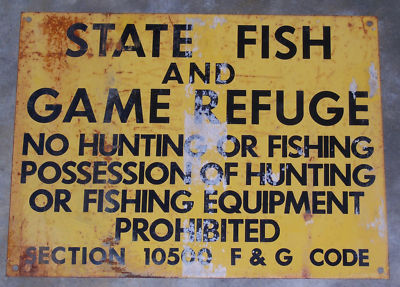 STATE FISH
AND
GAME REFUGE
NO HUNTING OR FISHING
POSSESSION OF HUNTING
OR FISHING EQUIPMENT
PROHIBITED
SECTION 10500 F & G CODE